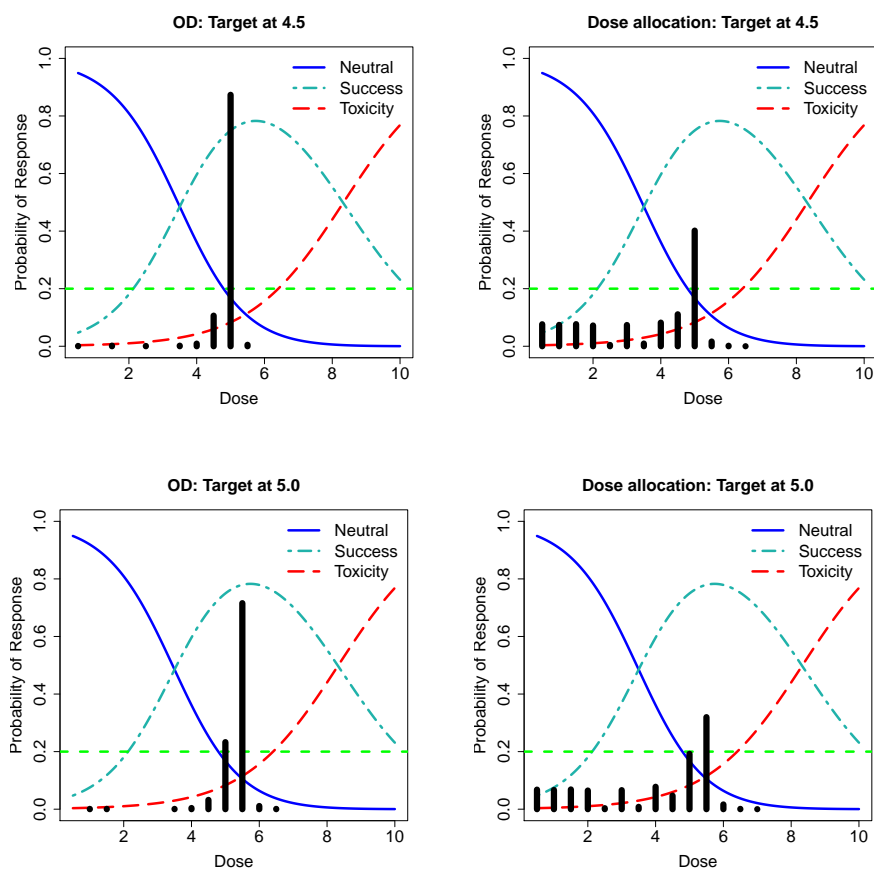 OD: Target at 4.5
Probability of Response
1.0
0.8
0.6
0.4
0.2
0.0
Neutral
Success
Toxicity
2 4 6 8 10
Dose
Dose allocation: Target at 4.5
Probability of Response
1.0
0.8
0.6
0.4
0.2
0.0
Neutral
Success
Toxicity
2 4 6 8 10
Dose
OD: Target at 5.0
Probability of Response
1.0
0.8
0.6
0.4
0.2
0.0
Neutral
Success
Toxicity
2 4 6 8 10
Dose
Dose allocation: Target at 5.0
Probability of Response
1.0
0.8
0.6
0.4
0.2
0.0
Neutral
Success
Toxicity
2 4 6 8 10
Dose